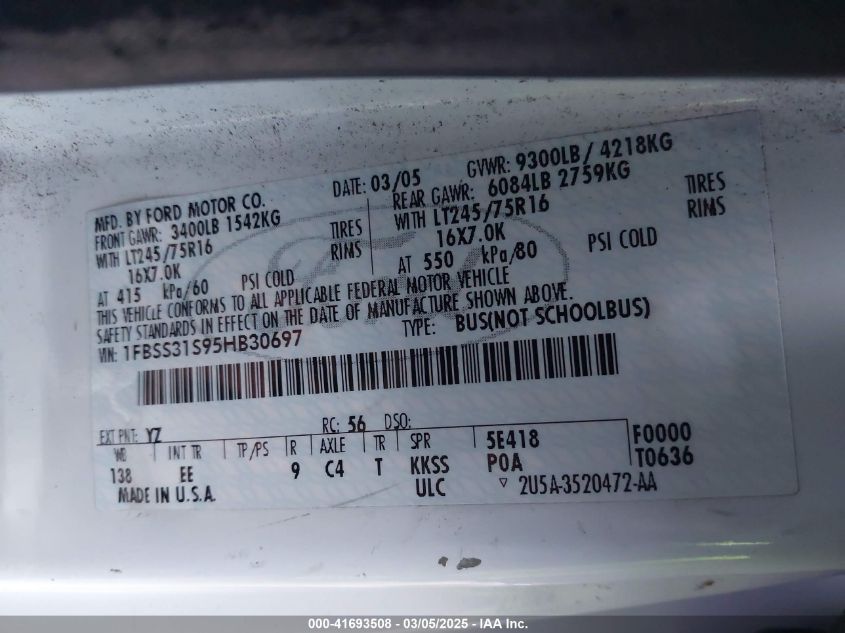 MFD. BY FORD MOTOR CO.
DATE: 03/05
GVWR: 9300LB / 4218KG
FRONT GAWR: 3400LB 1542KG
REAR GAWR: 6084LB 2759KG
WITH LT245/75R16 TIRES
WITH LT245/75R16 TIRES
16X7.0K RIMS
16X7.0K RIMS
AT 415 kPa/60 PSI COLD
AT 550 kPa/80 PSI COLD
THIS VEHICLE CONFORMS TO ALL APPLICABLE FEDERAL MOTOR VEHICLE
SAFETY STANDARDS IN EFFECT ON THE DATE OF MANUFACTURE SHOWN ABOVE.
VIN: 1FBSS31S95HB30697
TYPE: BUS(NOT SCHOOLBUS)
EXT PNT: YZ RC: 56 DSO:
WB INT TR TP/PS R AXLE TR SPR 5E418 F0000
138 EE 9 C4 T KKSS POA T0636
MADE IN U.S.A. ULC ▽ 2U5A-3520472-AA
000-41693508 - 03/05/2025 - IAA Inc.